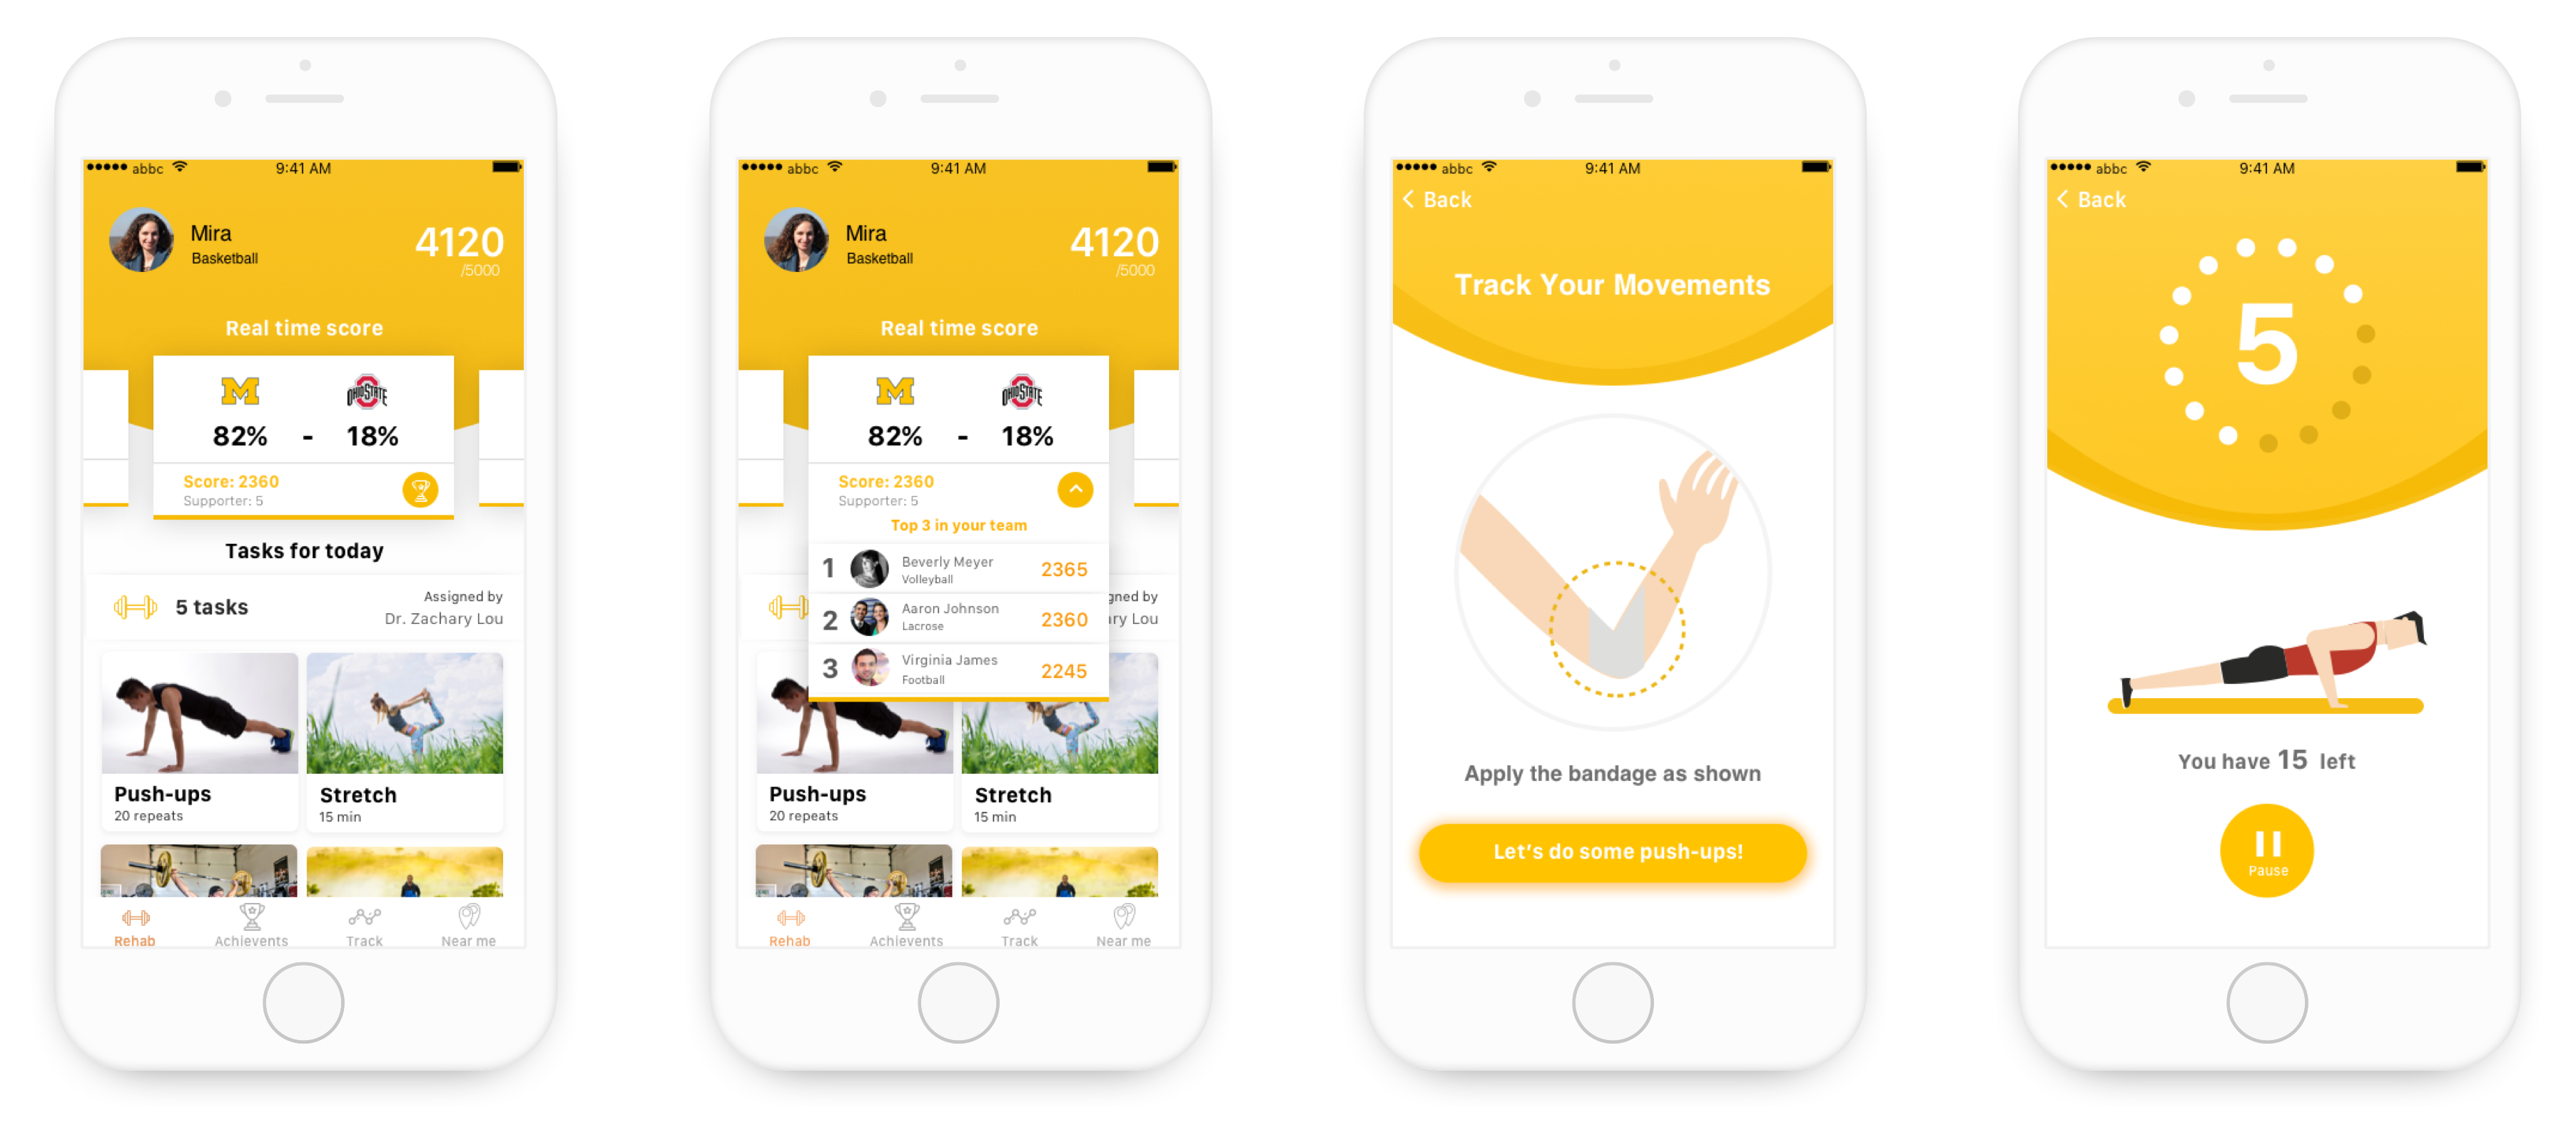 abbc 9:41 AM
Mira
Basketball
4120
/5000
Real time score
M OHIO STATE
82% - 18%
Score: 2360
Supporter: 5
Tasks for today
5 tasks
Assigned by
Dr. Zachary Lou
Push-ups
20 repeats
Stretch
15 min
Rehab Achievents Track Near me
abbc 9:41 AM
Mira
Basketball
4120
/5000
Real time score
M OHIO STATE
82% - 18%
Score: 2360
Supporter: 5
Top 3 in your team
1 Beverly Meyer 2365
Volleyball
2 Aaron Johnson 2360
Lacrose
3 Virginia James 2245
Football
gned by
ry Lou
Push-ups
20 repeats
Stretch
15 min
Rehab Achievents Track Near me
abbc 9:41 AM
Back
Track Your Movements
Apply the bandage as shown
Let's do some push-ups!
abbc 9:41 AM
Back
5
You have 15 left
Pause